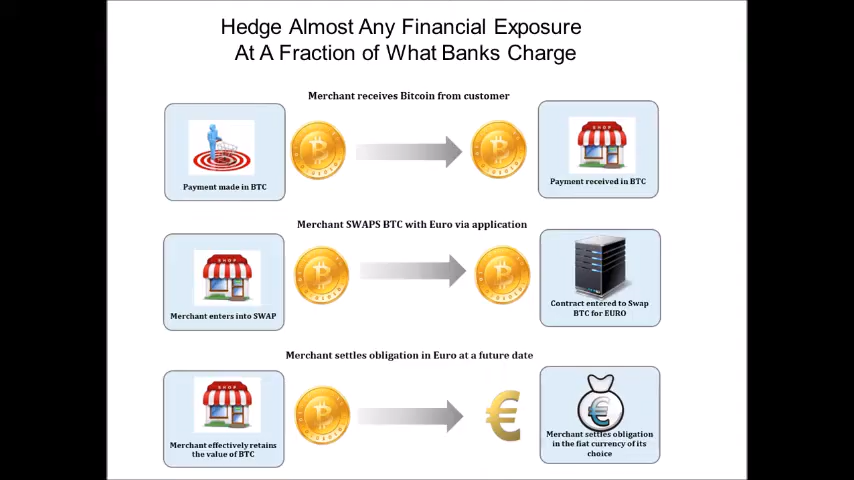 Hedge Almost Any Financial Exposure
At A Fraction of What Banks Charge
Merchant receives Bitcoin from customer
Payment made in BTC
SHOP
Payment received in BTC
Merchant SWAPS BTC with Euro via application
SHOP
Merchant enters into SWAP
Contract entered to Swap
BTC for EURO
Merchant settles obligation in Euro at a future date
SHOP
Merchant effectively retains
the value of BTC
€
€
Merchant settles obligation
in the fiat currency of its
choice